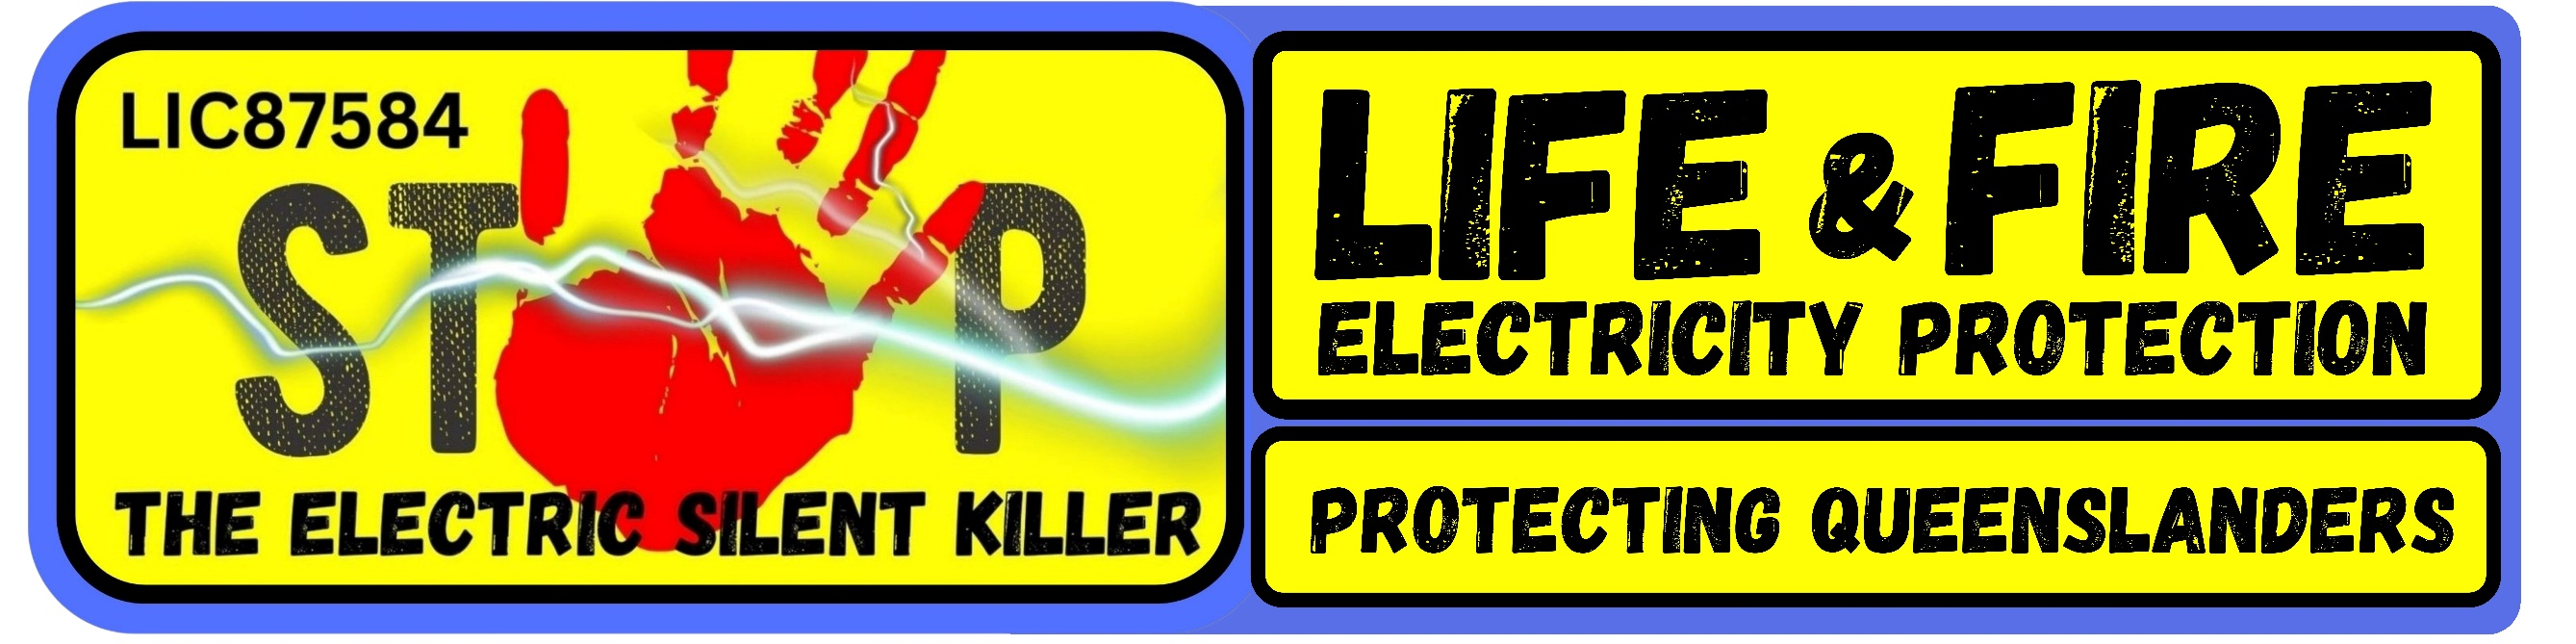 LIC87584
STOP
THE ELECTRIC SILENT KILLER
LIFE & FIRE
ELECTRICITY PROTECTION
PROTECTING QUEENSLANDERS